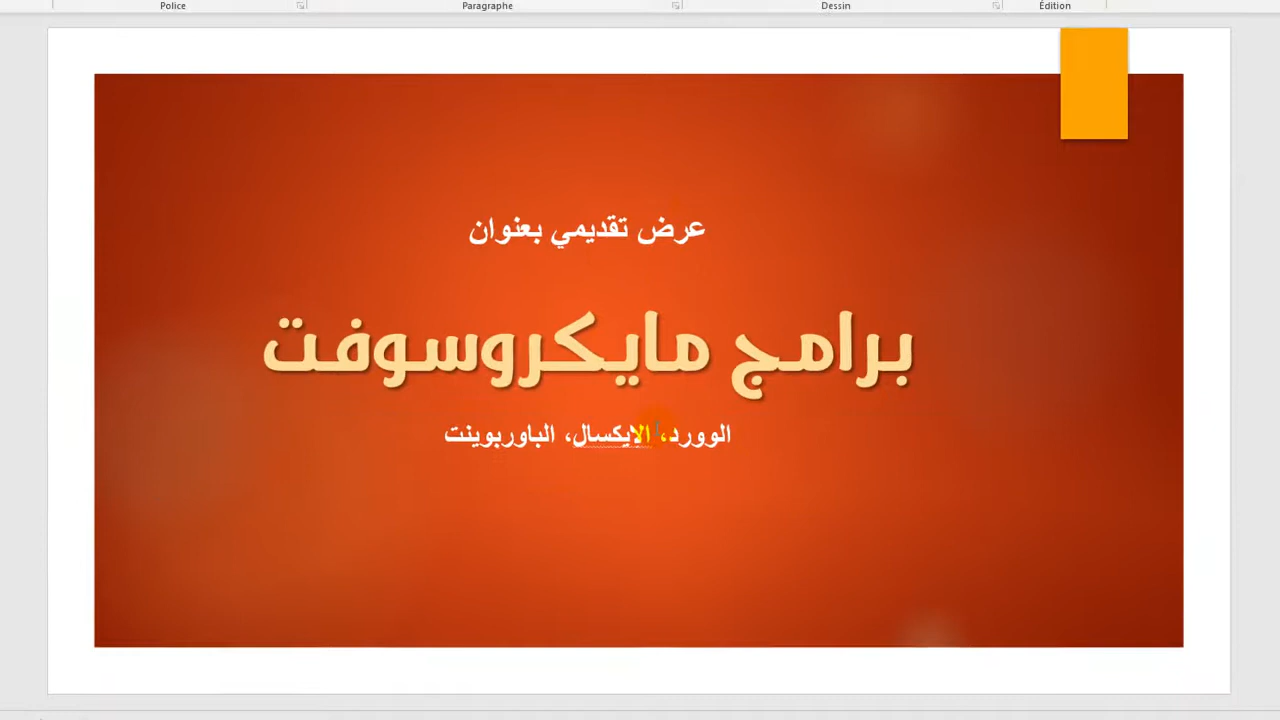 Police
Paragraphe
Dessin
Édition
عرض تقديمي بعنوان
برامج مايكروسوفت
الوورد، الايكسال، الباوربوينت